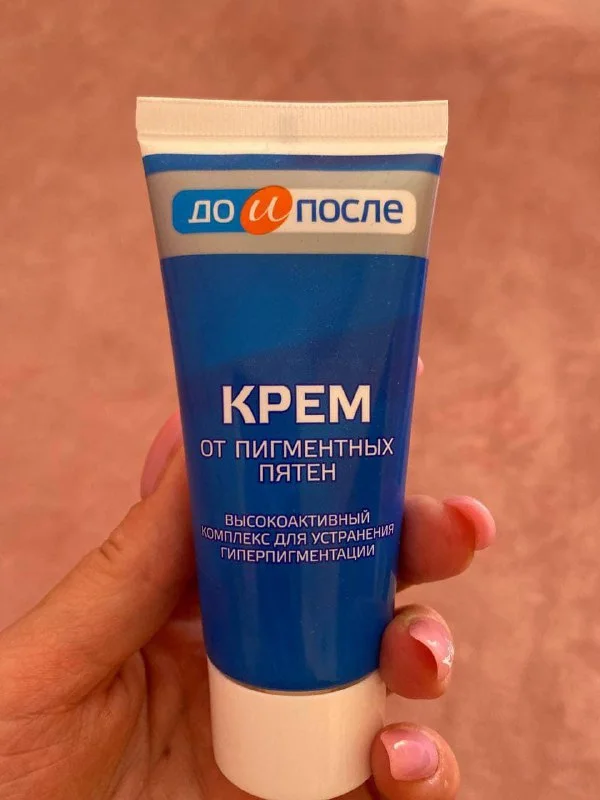 до и после
КРЕМ
ОТ ПИГМЕНТНЫХ
ПЯТЕН
ВЫСОКОАКТИВНЫЙ
КОМПЛЕКС ДЛЯ УСТРАНЕНИЯ
ГИПЕРПИГМЕНТАЦИИ